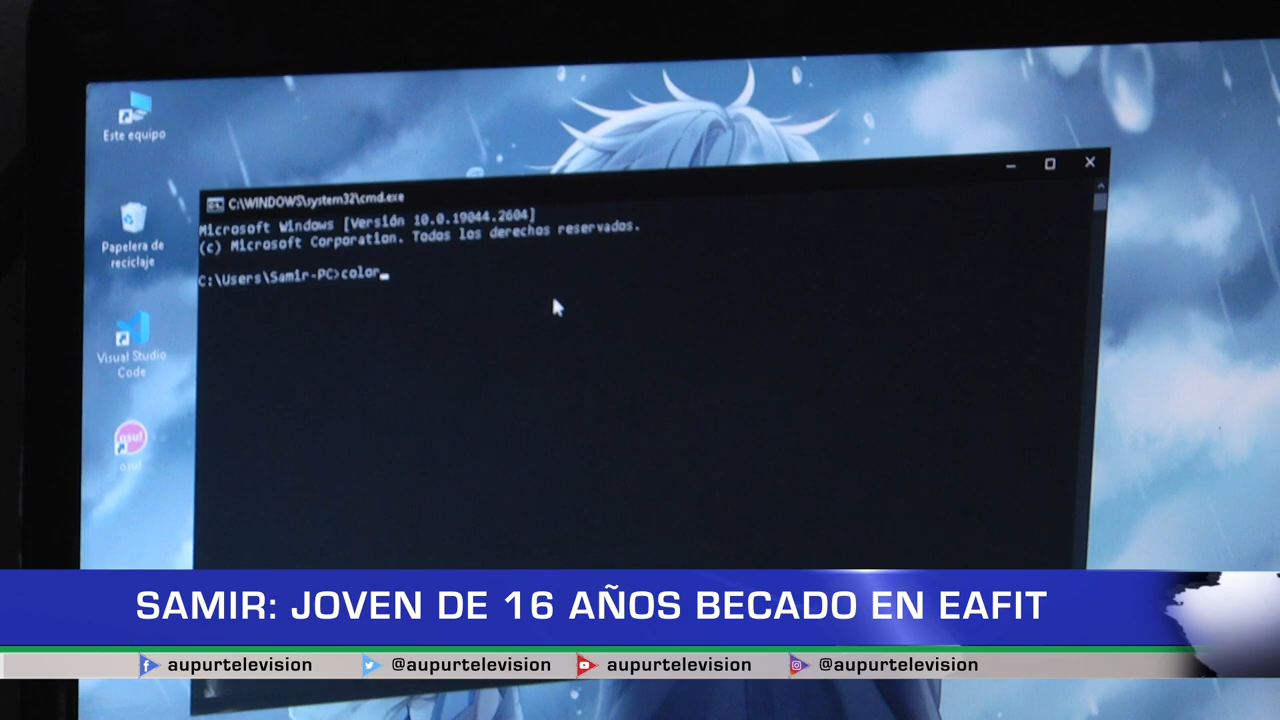 Este equipo
Papelera de
reciclaje
Visual Studio
Code
osu!
osu!
C:\WINDOWS\system32\cmd.exe
Microsoft Windows [Versión 10.0.19044.2604]
(c) Microsoft Corporation. Todos los derechos reservados.
C:\Users\Samir-PC>color_
SAMIR: JOVEN DE 16 AÑOS BECADO EN EAFIT
aupurtelevision @aupurtelevision aupurtelevision @aupurtelevision